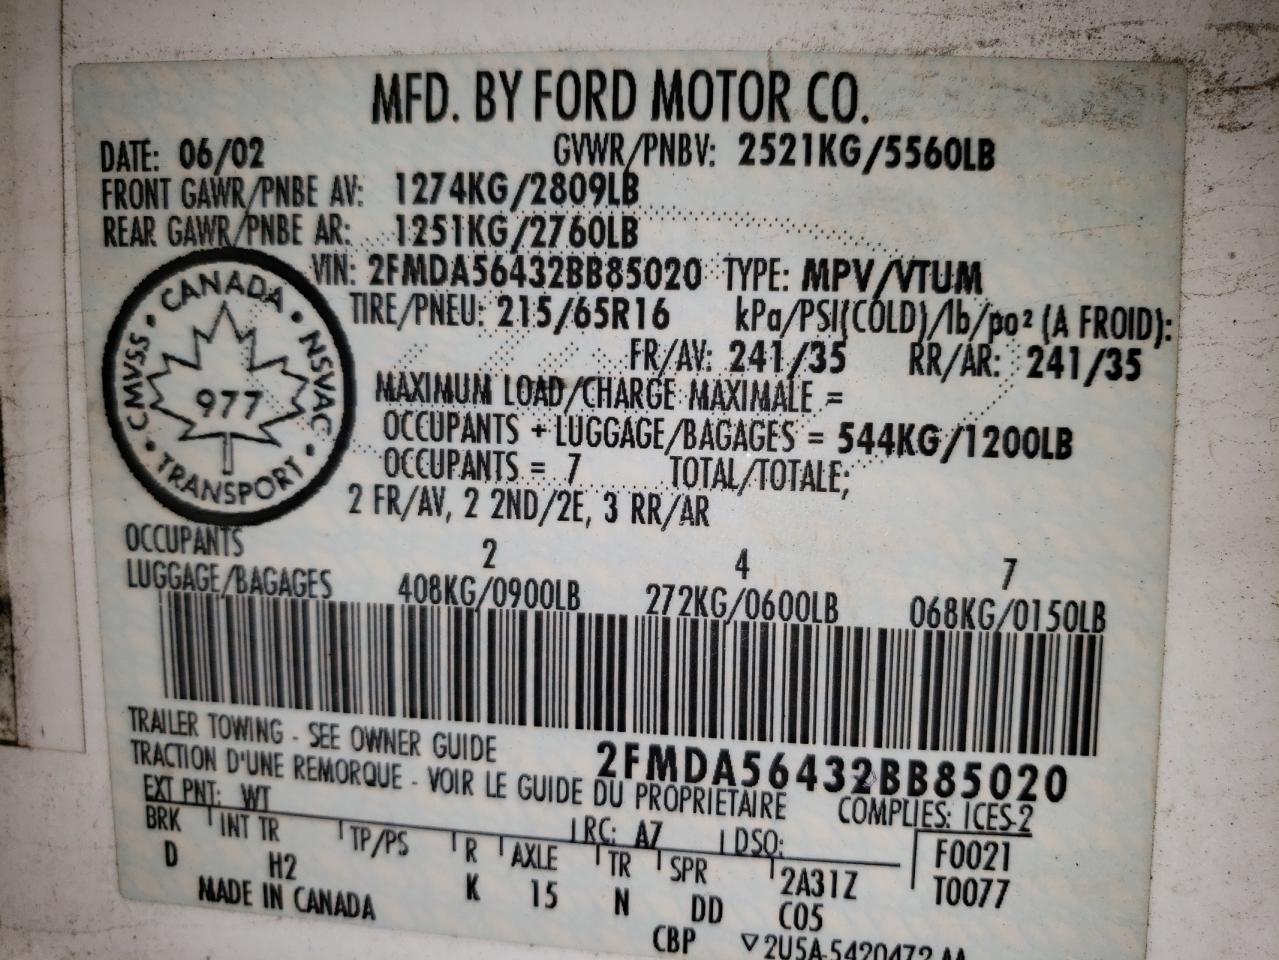 MFD. BY FORD MOTOR CO.
DATE: 06/02 GVWR/PNBV: 2521KG/5560LB
FRONT GAWR/PNBE AV: 1274KG/2809LB
REAR GAWR/PNBE AR: 1251KG/2760LB
VIN: 2FMDA56432BB85020 TYPE: MPV/VTUM
TIRE/PNEU: 215/65R16 kPa/PSI(COLD)/lb/po² (A FROID):
FR/AV: 241/35 RR/AR: 241/35
MAXIMUM LOAD/CHARGE MAXIMALE =
OCCUPANTS + LUGGAGE/BAGAGES = 544KG/1200LB
OCCUPANTS = 7 TOTAL/TOTALE;
2 FR/AV, 2 2ND/2E, 3 RR/AR
CANADA • NSVAC • TRANSPORT • CMVSS •
977
OCCUPANTS 2 4 7
LUGGAGE/BAGAGES 408KG/0900LB 272KG/0600LB 068KG/0150LB
TRAILER TOWING - SEE OWNER GUIDE 2FMDA56432BB85020
TRACTION D'UNE REMORQUE - VOIR LE GUIDE DU PROPRIETAIRE COMPLIES: ICES-2
EXT PNT: WT RC: A7 DSO: F0021
BRK INT TR TP/PS R AXLE TR SPR 2A31Z T0077
D H2 K 15 N DD C05
MADE IN CANADA CBP ▽2U5A-5420472-AA